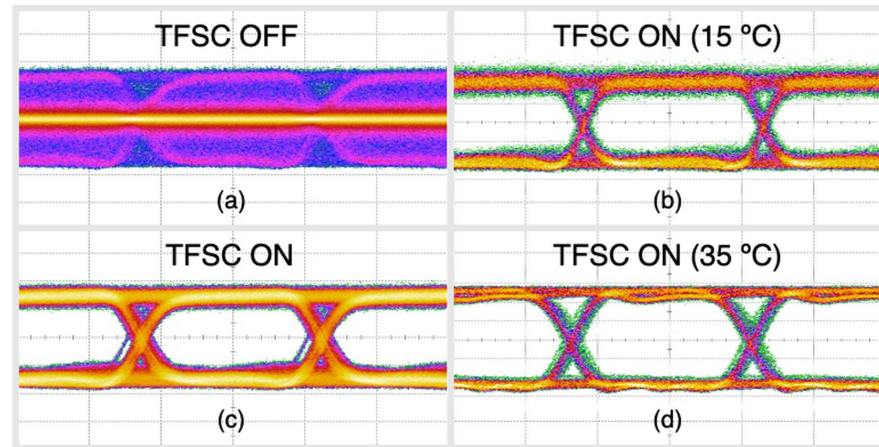 TFSC OFF
(a)
TFSC ON (15 ºC)
(b)
TFSC ON
(c)
TFSC ON (35 ºC)
(d)